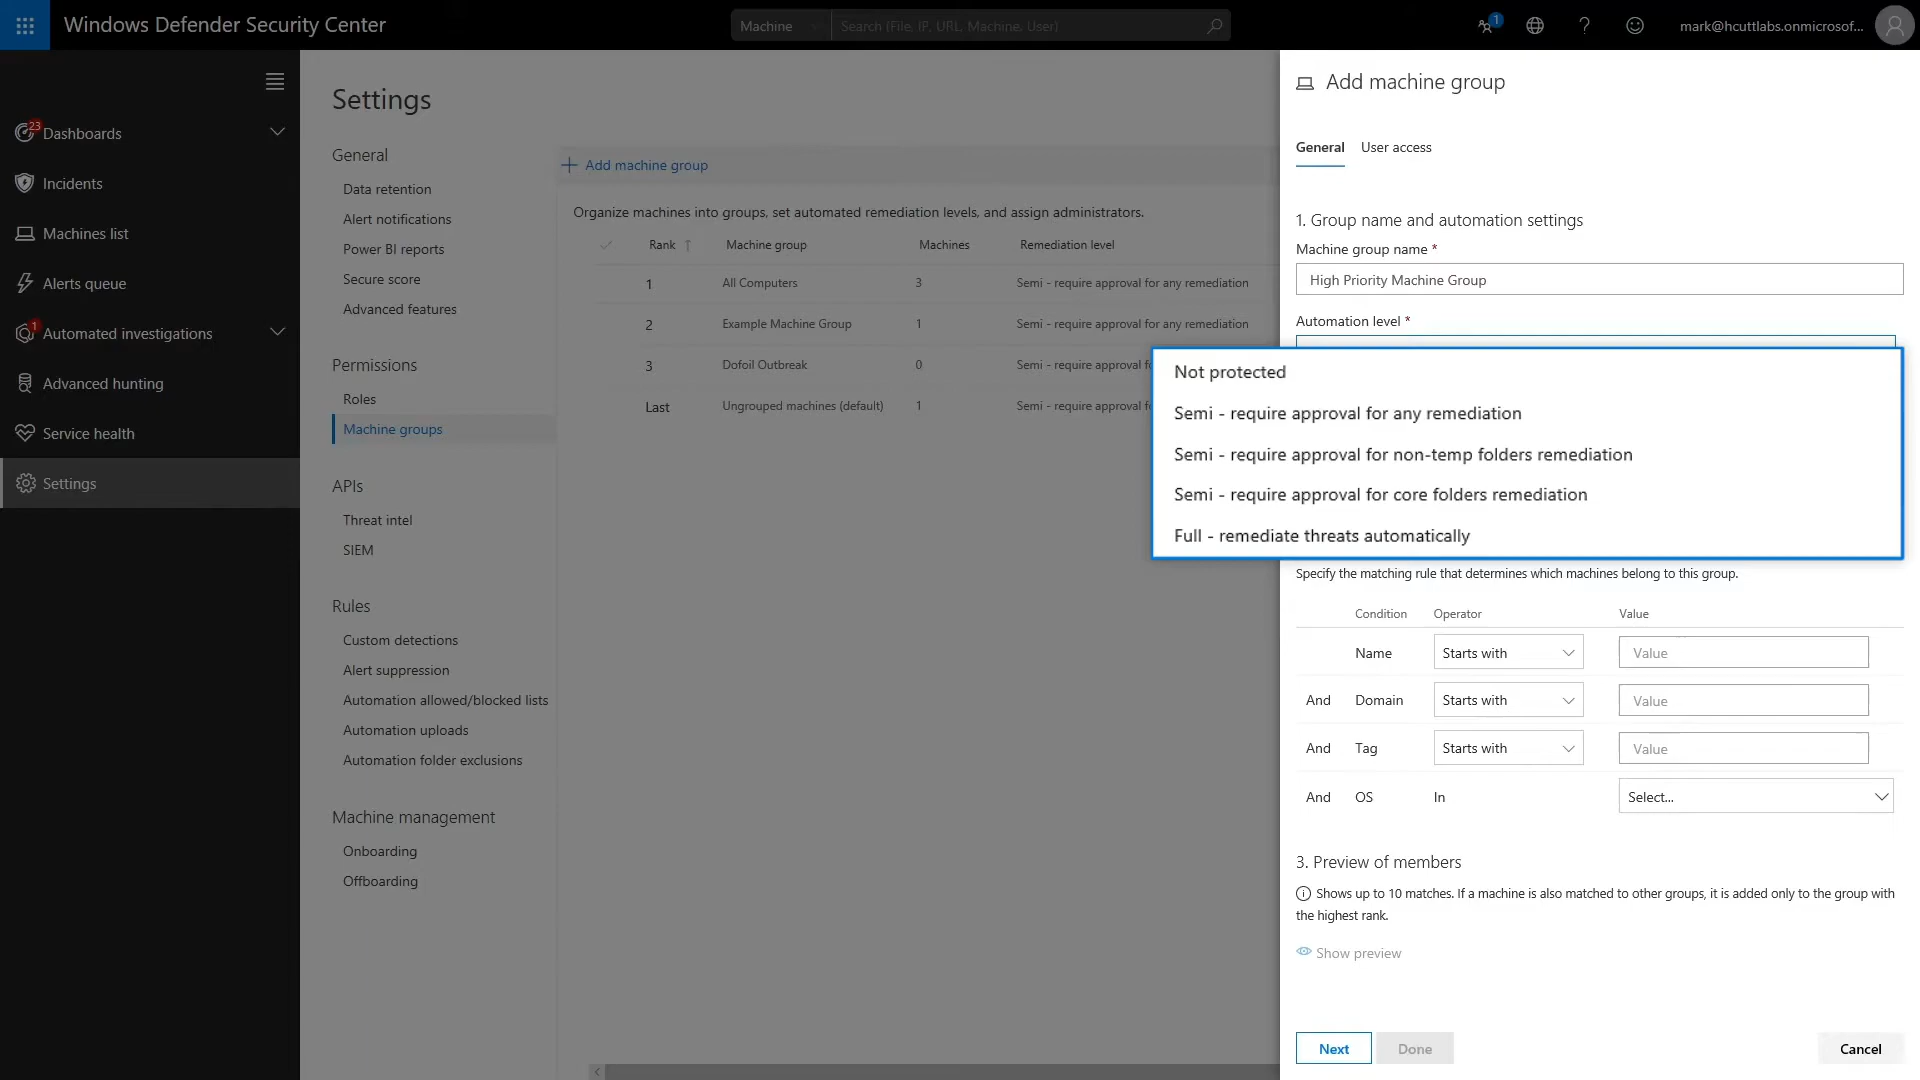 Windows Defender Security Center
Machine
Search (File, IP, URL, Machine, User)
1
mark@hcuttlabs.onmicrosof...
23
Dashboards
Incidents
Machines list
Alerts queue
1
Automated investigations
Advanced hunting
Service health
Settings
Settings
General
Data retention
Alert notifications
Power BI reports
Secure score
Advanced features
Permissions
Roles
Machine groups
APIs
Threat intel
SIEM
Rules
Custom detections
Alert suppression
Automation allowed/blocked lists
Automation uploads
Automation folder exclusions
Machine management
Onboarding
Offboarding
Add machine group
Organize machines into groups, set automated remediation levels, and assign administrators.
Rank Machine group Machines Remediation level
1 All Computers 3 Semi - require approval for any remediation
2 Example Machine Group 1 Semi - require approval for any remediation
3 Dofoil Outbreak 0 Semi - require approval fo
Last Ungrouped machines (default) 1 Semi - require approval fo
Add machine group
General User access
1. Group name and automation settings
Machine group name *
High Priority Machine Group
Automation level *
Not protected
Semi - require approval for any remediation
Semi - require approval for non-temp folders remediation
Semi - require approval for core folders remediation
Full - remediate threats automatically
Specify the matching rule that determines which machines belong to this group.
Condition Operator Value
Name Starts with Value
And Domain Starts with Value
And Tag Starts with Value
And OS In Select...
3. Preview of members
Shows up to 10 matches. If a machine is also matched to other groups, it is added only to the group with
the highest rank.
Show preview
Next Done Cancel